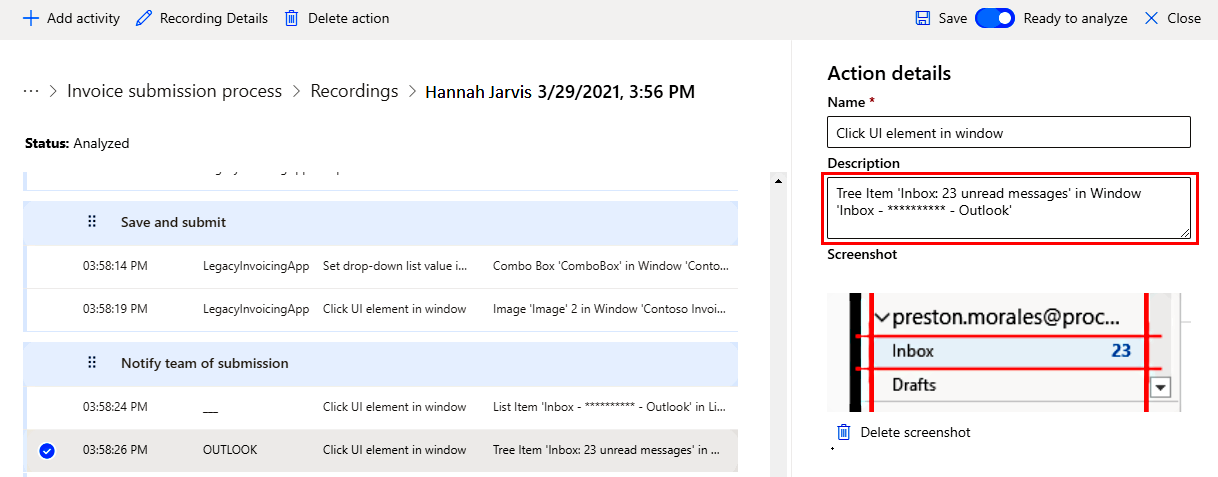 Add activity Recording Details Delete action Save Ready to analyze Close
··· > Invoice submission process > Recordings > Hannah Jarvis 3/29/2021, 3:56 PM
Status: Analyzed
Save and submit
03:58:14 PM LegacyInvoicingApp Set drop-down list value i... Combo Box 'ComboBox' in Window 'Conto...
03:58:19 PM LegacyInvoicingApp Click UI element in window Image 'Image' 2 in Window 'Contoso Invoi...
Notify team of submission
03:58:24 PM ___ Click UI element in window List Item 'Inbox - ********** - Outlook' in Li...
03:58:26 PM OUTLOOK Click UI element in window Tree Item 'Inbox: 23 unread messages' in ...
Action details
Name *
Click UI element in window
Description
Tree Item 'Inbox: 23 unread messages' in Window
'Inbox - ********** - Outlook'
Screenshot
preston.morales@proc...
Inbox 23
Drafts
Delete screenshot